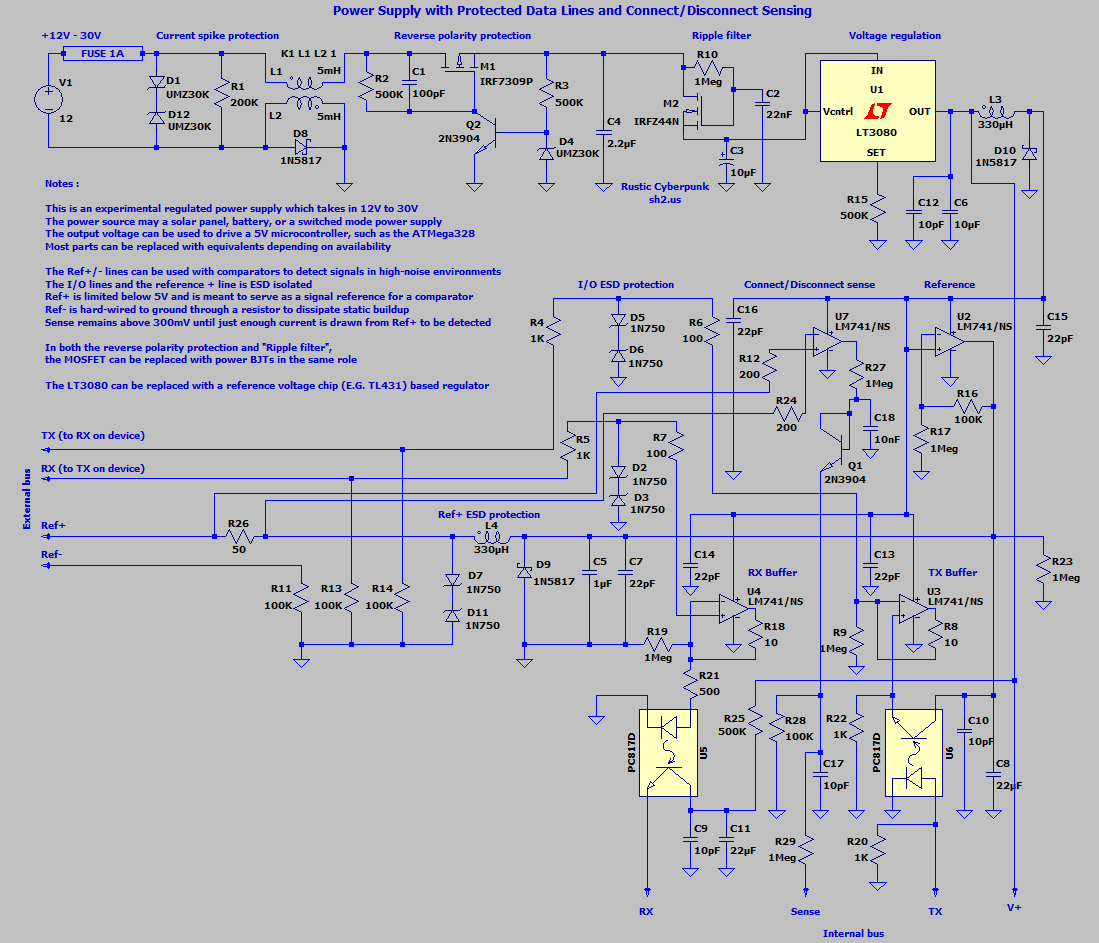 Power Supply with Protected Data Lines and Connect/Disconnect Sensing
+12V - 30V
Current spike protection
Reverse polarity protection
Ripple filter
Voltage regulation
FUSE 1A
K1 L1 L2 1
V1
12
D1
UMZ30K
D12
UMZ30K
R1
200K
L1
5mH
L2
5mH
D8
1N5817
R2
500K
C1
100pF
M1
IRF7309P
Q2
2N3904
R3
500K
D4
UMZ30K
C4
2.2µF
R10
1Meg
M2
IRFZ44N
C2
22nF
C3
10µF
IN
U1
Vcntrl
OUT
LT3080
SET
L3
330µH
D10
1N5817
R15
500K
C12
10pF
C6
10µF
Rustic Cyberpunk
sh2.us
Notes :
This is an experimental regulated power supply which takes in 12V to 30V
The power source may a solar panel, battery, or a switched mode power supply
The output voltage can be used to drive a 5V microcontroller, such as the ATMega328
Most parts can be replaced with equivalents depending on availability
The Ref+/- lines can be used with comparators to detect signals in high-noise environments
The I/O lines and the reference + line is ESD isolated
Ref+ is limited below 5V and is meant to serve as a signal reference for a comparator
Ref- is hard-wired to ground through a resistor to dissipate static buildup
Sense remains above 300mV until just enough current is drawn from Ref+ to be detected
In both the reverse polarity protection and "Ripple filter",
the MOSFET can be replaced with power BJTs in the same role
The LT3080 can be replaced with a reference voltage chip (E.G. TL431) based regulator
I/O ESD protection
Connect/Disconnect sense
Reference
R4
1K
D5
1N750
D6
1N750
R6
100
C16
22pF
R12
200
U7
LM741/NS
R27
1Meg
U2
LM741/NS
C15
22pF
R16
100K
R17
1Meg
R24
200
C18
10nF
Q1
2N3904
TX (to RX on device)
RX (to TX on device)
External bus
R5
1K
D2
1N750
D3
1N750
R7
100
Ref+
R26
50
Ref+ ESD protection
L4
330µH
Ref-
R11
100K
R13
100K
R14
100K
D7
1N750
D11
1N750
D9
1N5817
C5
1µF
C7
22pF
C14
22pF
RX Buffer
U4
LM741/NS
R18
10
R19
1Meg
C13
22pF
TX Buffer
U3
LM741/NS
R8
10
R9
1Meg
R23
1Meg
R21
500
PC817D
U5
R25
500K
R28
100K
R22
1K
PC817D
U6
C10
10pF
C8
22µF
C17
10pF
C9
10pF
C11
22µF
R29
1Meg
R20
1K
RX
Sense
TX
V+
Internal bus